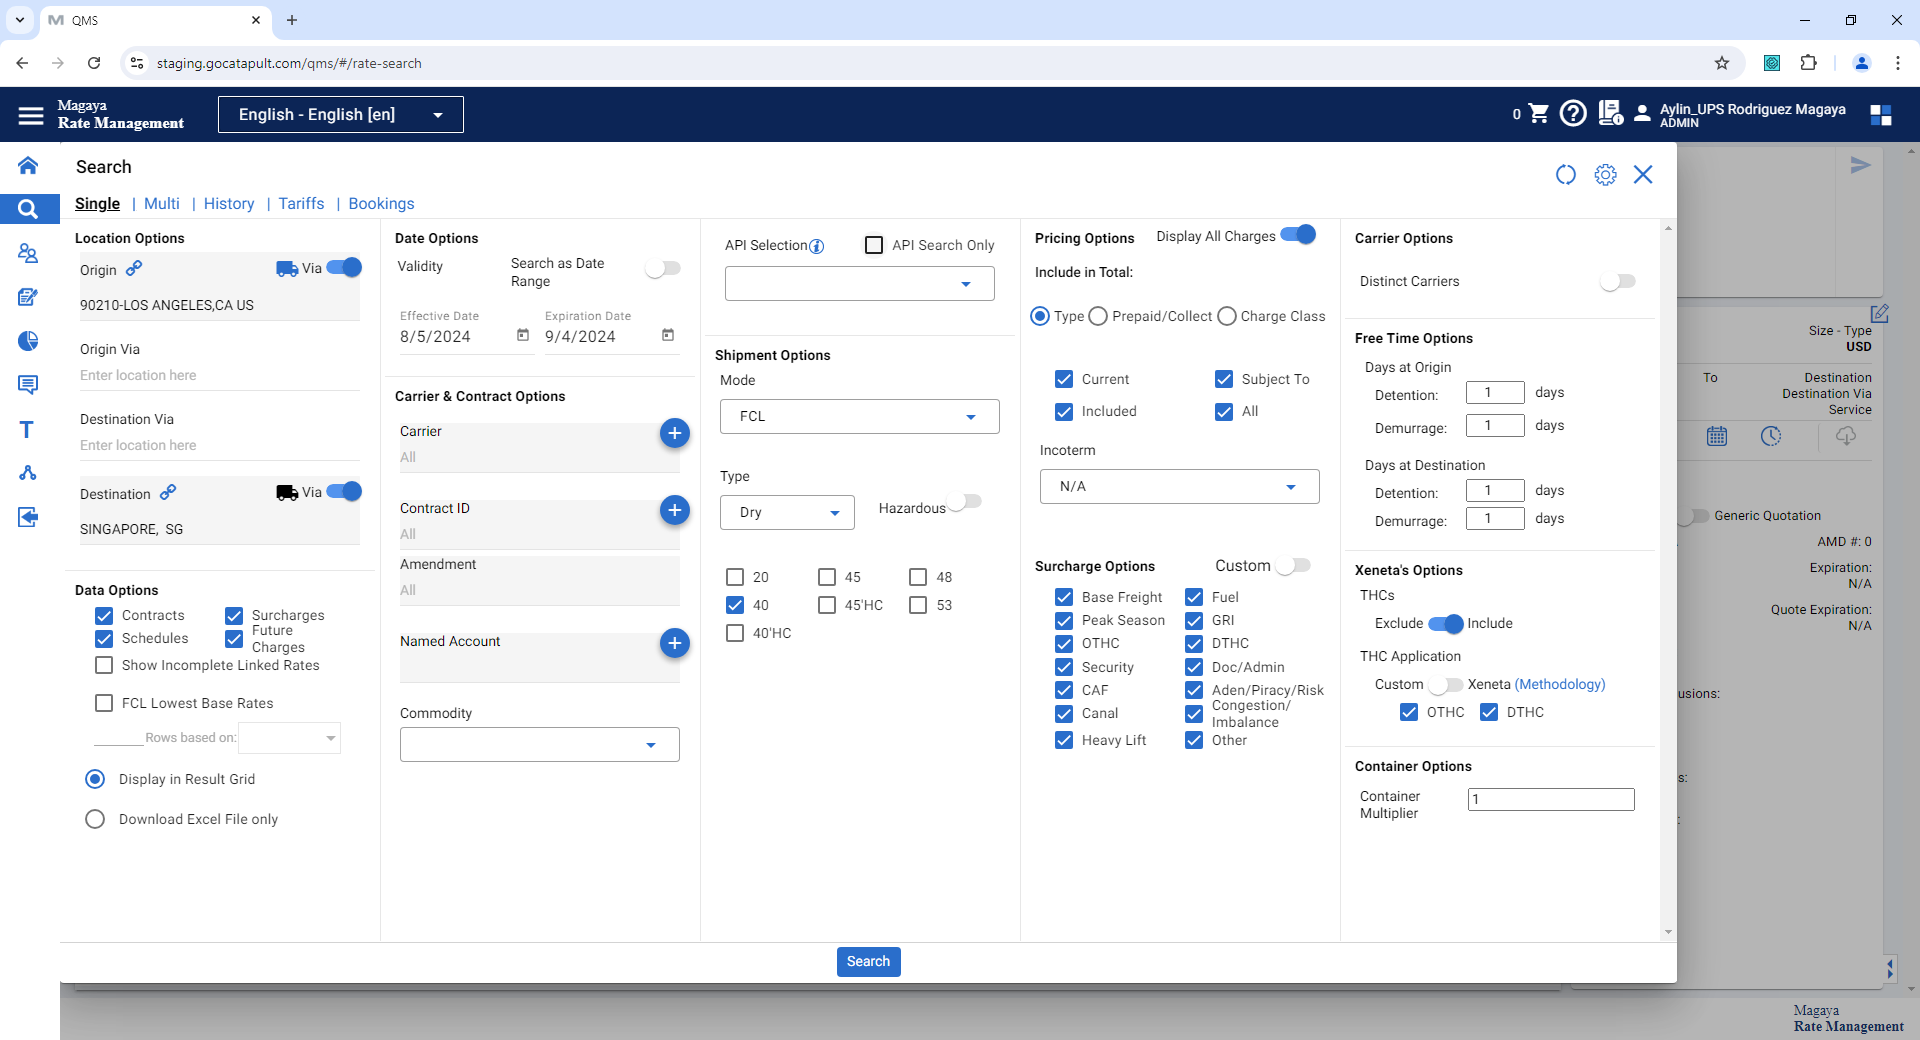 QMS
staging.gocatapult.com/qms/#/rate-search
Magaya
Rate Management
English - English [en]
0
Aylin_UPS Rodriguez Magaya
ADMIN
Search
Single | Multi | History | Tariffs | Bookings
Location Options
Origin
Via
90210-LOS ANGELES,CA US
Origin Via
Enter location here
Destination Via
Enter location here
Destination
Via
SINGAPORE, SG
Data Options
Contracts
Surcharges
Schedules
Future Charges
Show Incomplete Linked Rates
FCL Lowest Base Rates
Rows based on:
Display in Result Grid
Download Excel File only
Date Options
Validity
Search as Date
Range
Effective Date
8/5/2024
Expiration Date
9/4/2024
Carrier & Contract Options
Carrier
All
Contract ID
All
Amendment
All
Named Account
Commodity
API Selection
API Search Only
Shipment Options
Mode
FCL
Type
Dry
Hazardous
20
45
48
40
45'HC
53
40'HC
Pricing Options
Display All Charges
Include in Total:
Type
Prepaid/Collect
Charge Class
Current
Subject To
Included
All
Incoterm
N/A
Surcharge Options
Custom
Base Freight
Fuel
Peak Season
GRI
OTHC
DTHC
Security
Doc/Admin
CAF
Aden/Piracy/Risk
Canal
Congestion/
Imbalance
Heavy Lift
Other
Carrier Options
Distinct Carriers
Free Time Options
Days at Origin
Detention:
1
days
Demurrage:
1
days
Days at Destination
Detention:
1
days
Demurrage:
1
days
Xeneta's Options
THCs
Exclude
Include
THC Application
Custom
Xeneta (Methodology)
OTHC
DTHC
Container Options
Container
Multiplier
1
Search
Size - Type
USD
To
Destination
Destination Via
Service
Generic Quotation
AMD #: 0
Expiration:
N/A
Quote Expiration:
N/A
usions:
s:
Magaya
Rate Management